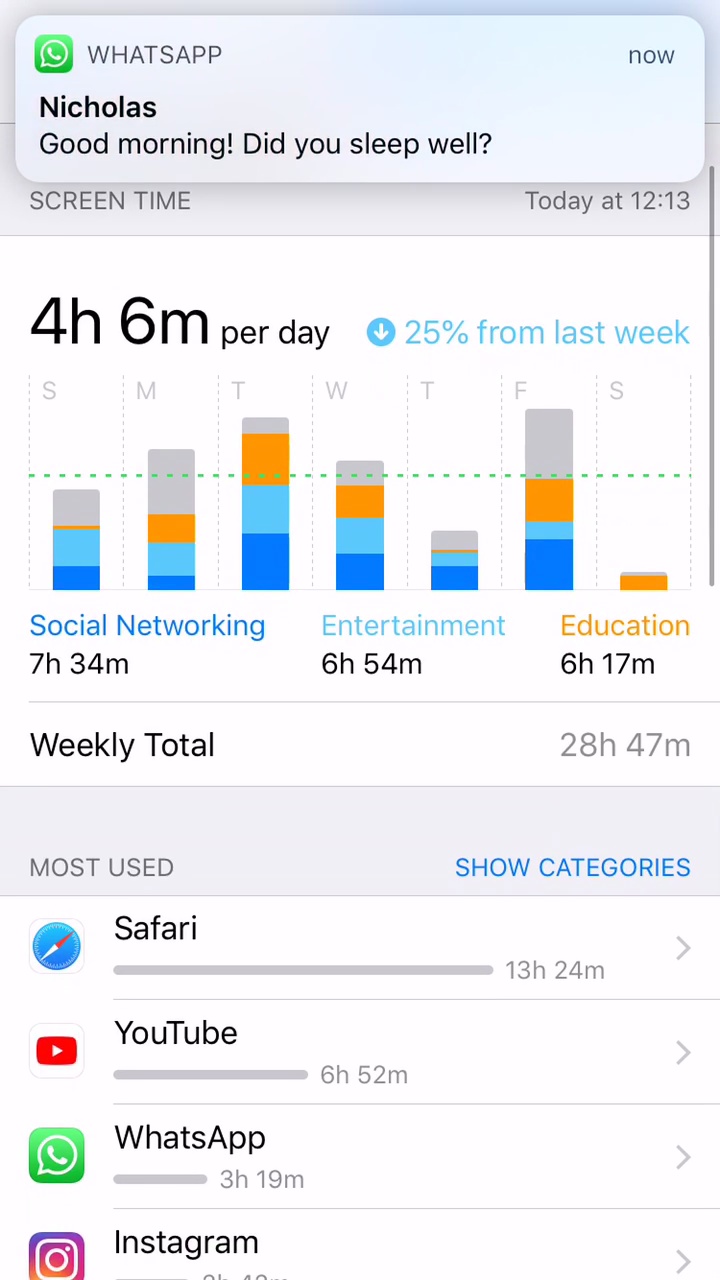 WHATSAPP now
Nicholas
Good morning! Did you sleep well?
SCREEN TIME Today at 12:13
4h 6m per day 25% from last week
S M T W T F S
Social Networking Entertainment Education
7h 34m 6h 54m 6h 17m
Weekly Total 28h 47m
MOST USED SHOW CATEGORIES
Safari
13h 24m
YouTube
6h 52m
WhatsApp
3h 19m
Instagram